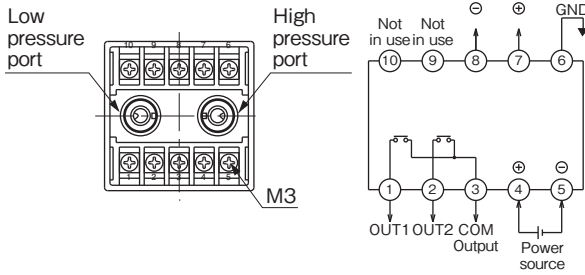 Low
pressure
port
High
pressure
port
10 9 8 7 6
1 2 3 4 5
M3
⊖ ⊕ GND
Not
in use
Not
in use
10 9 8 7 6
⊕ ⊖
1 2 3 4 5
OUT1 OUT2 COM
Output
Power
source